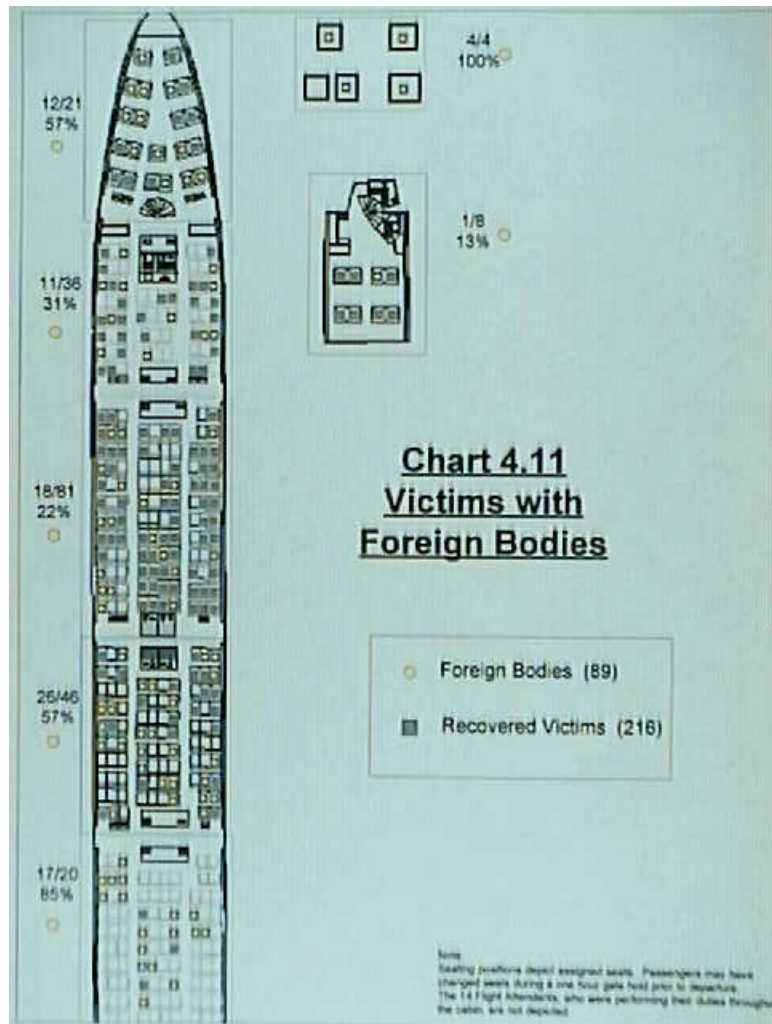 4/4
100%
12/21
57%
1/8
13%
11/36
31%
Chart 4.11
Victims with
Foreign Bodies
18/81
22%
Foreign Bodies (89)
Recovered Victims (216)
26/46
57%
17/20
85%
Note
Seating positions depict assigned seats. Passengers may have
changed seats during a one hour gate hold prior to departure.
The 14 Flight Attendants, who were performing their duties throughout
the cabin, are not depicted.